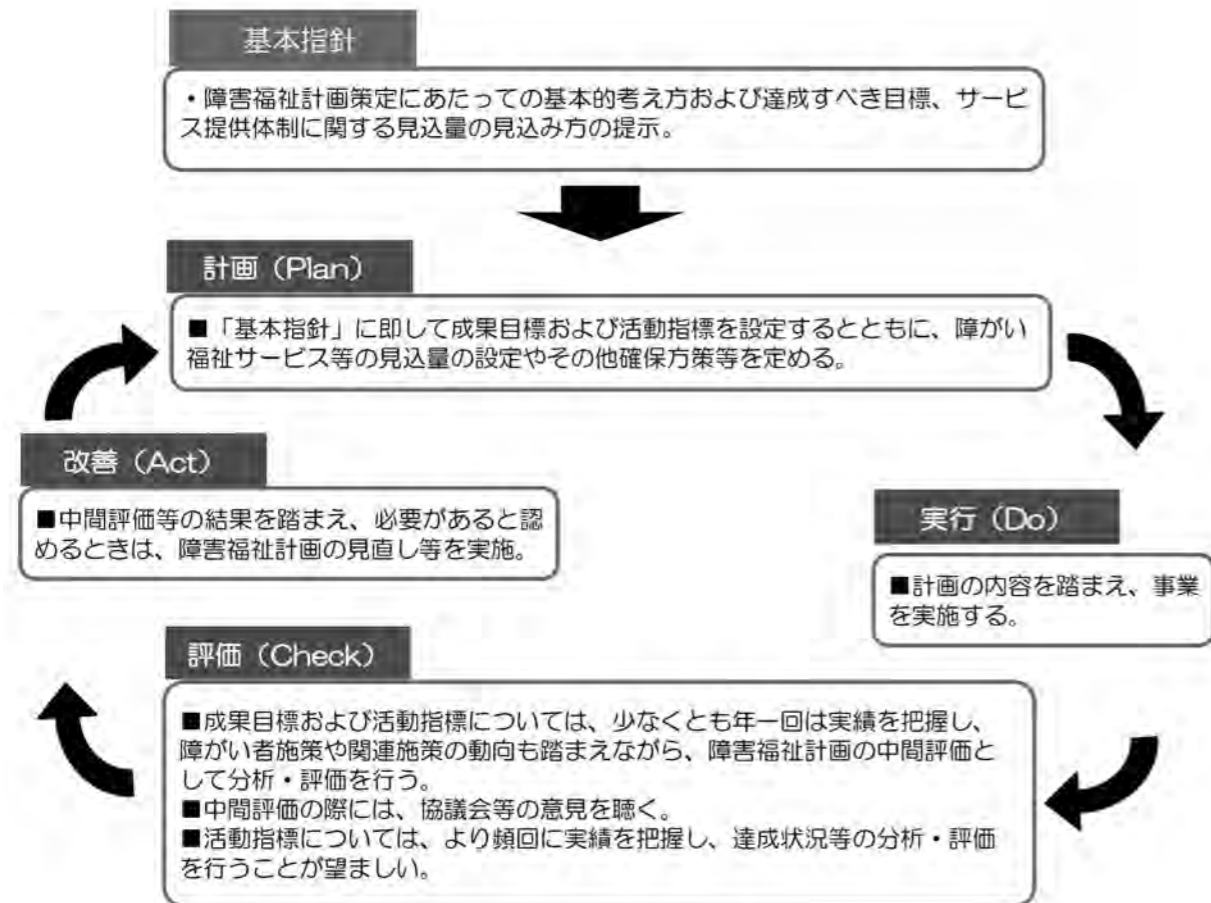 基本指針
・障害福祉計画策定にあたっての基本的考え方および達成すべき目標、サービ
ス提供体制に関する見込量の見込み方の提示。
計画（Plan）
■「基本指針」に即して成果目標および活動指標を設定するとともに、障がい
福祉サービス等の見込量の設定やその他確保方策等を定める。
改善（Act）
■中間評価等の結果を踏まえ、必要があると認
めるときは、障害福祉計画の見直し等を実施。
実行（Do）
■計画の内容を踏まえ、事業
を実施する。
評価（Check）
■成果目標および活動指標については、少なくとも年一回は実績を把握し、
障がい者施策や関連施策の動向も踏まえながら、障害福祉計画の中間評価と
して分析・評価を行う。
■中間評価の際には、協議会等の意見を聴く。
■活動指標については、より頻回に実績を把握し、達成状況等の分析・評価
を行うことが望ましい。